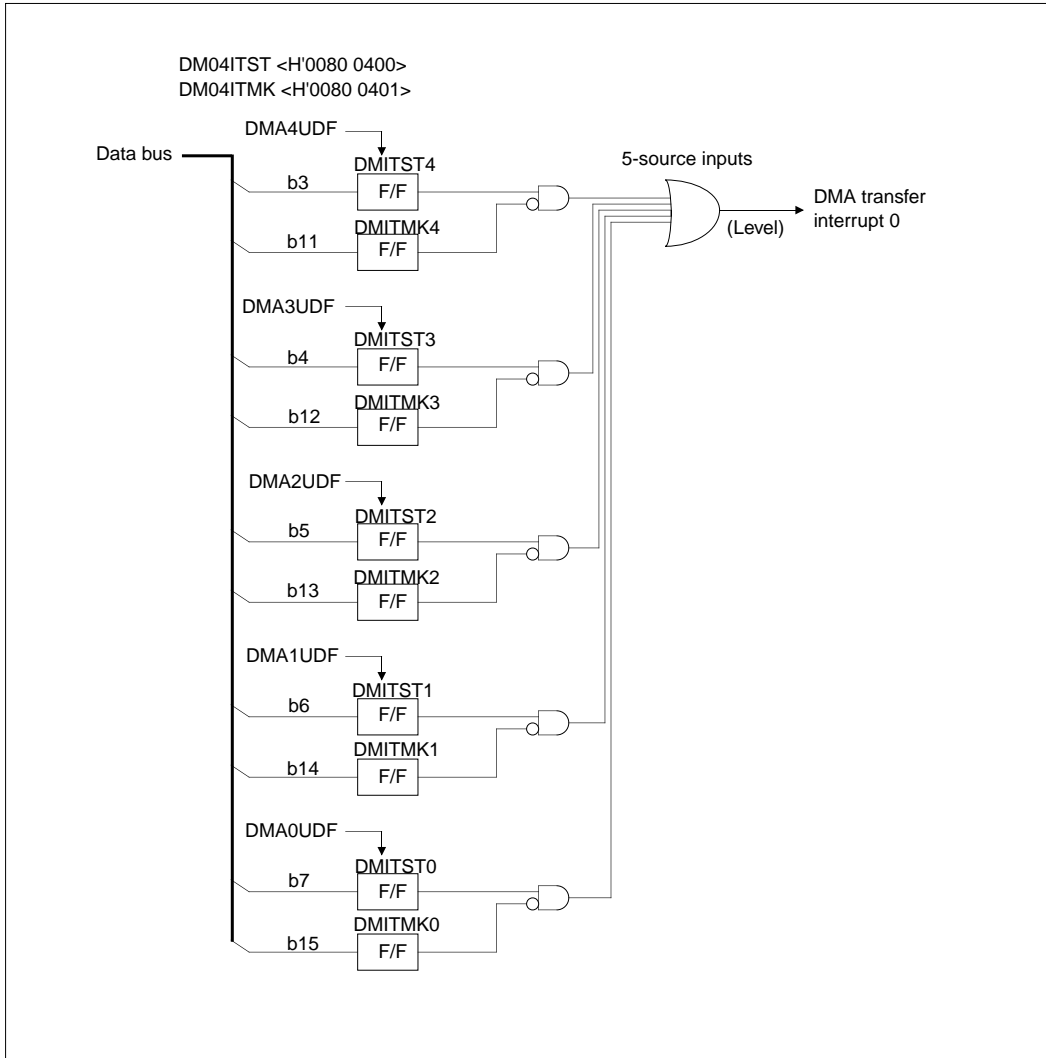 DM04ITST <H'0080 0400>
DM04ITMK <H'0080 0401>
DMA4UDF
Data bus
DMITST4
5-source inputs
b3
F/F
DMA transfer
interrupt 0
(Level)
DMITMK4
b11
F/F
DMA3UDF
DMITST3
b4
F/F
DMITMK3
b12
F/F
DMA2UDF
DMITST2
b5
F/F
DMITMK2
b13
F/F
DMA1UDF
DMITST1
b6
F/F
DMITMK1
b14
F/F
DMA0UDF
DMITST0
b7
F/F
DMITMK0
b15
F/F